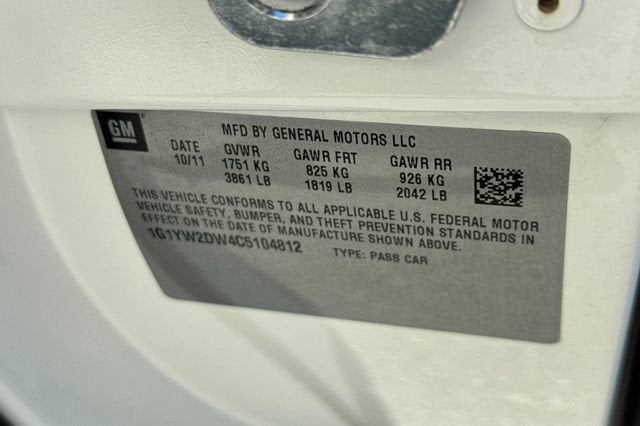 GM
MFD BY GENERAL MOTORS LLC
DATE GVWR GAWR FRT GAWR RR
10/11 1751 KG 825 KG 926 KG
3861 LB 1819 LB 2042 LB
THIS VEHICLE CONFORMS TO ALL APPLICABLE U.S. FEDERAL MOTOR
VEHICLE SAFETY, BUMPER, AND THEFT PREVENTION STANDARDS IN
EFFECT ON THE DATE OF MANUFACTURE SHOWN ABOVE.
1G1YW2DW4C5104812 TYPE: PASS CAR